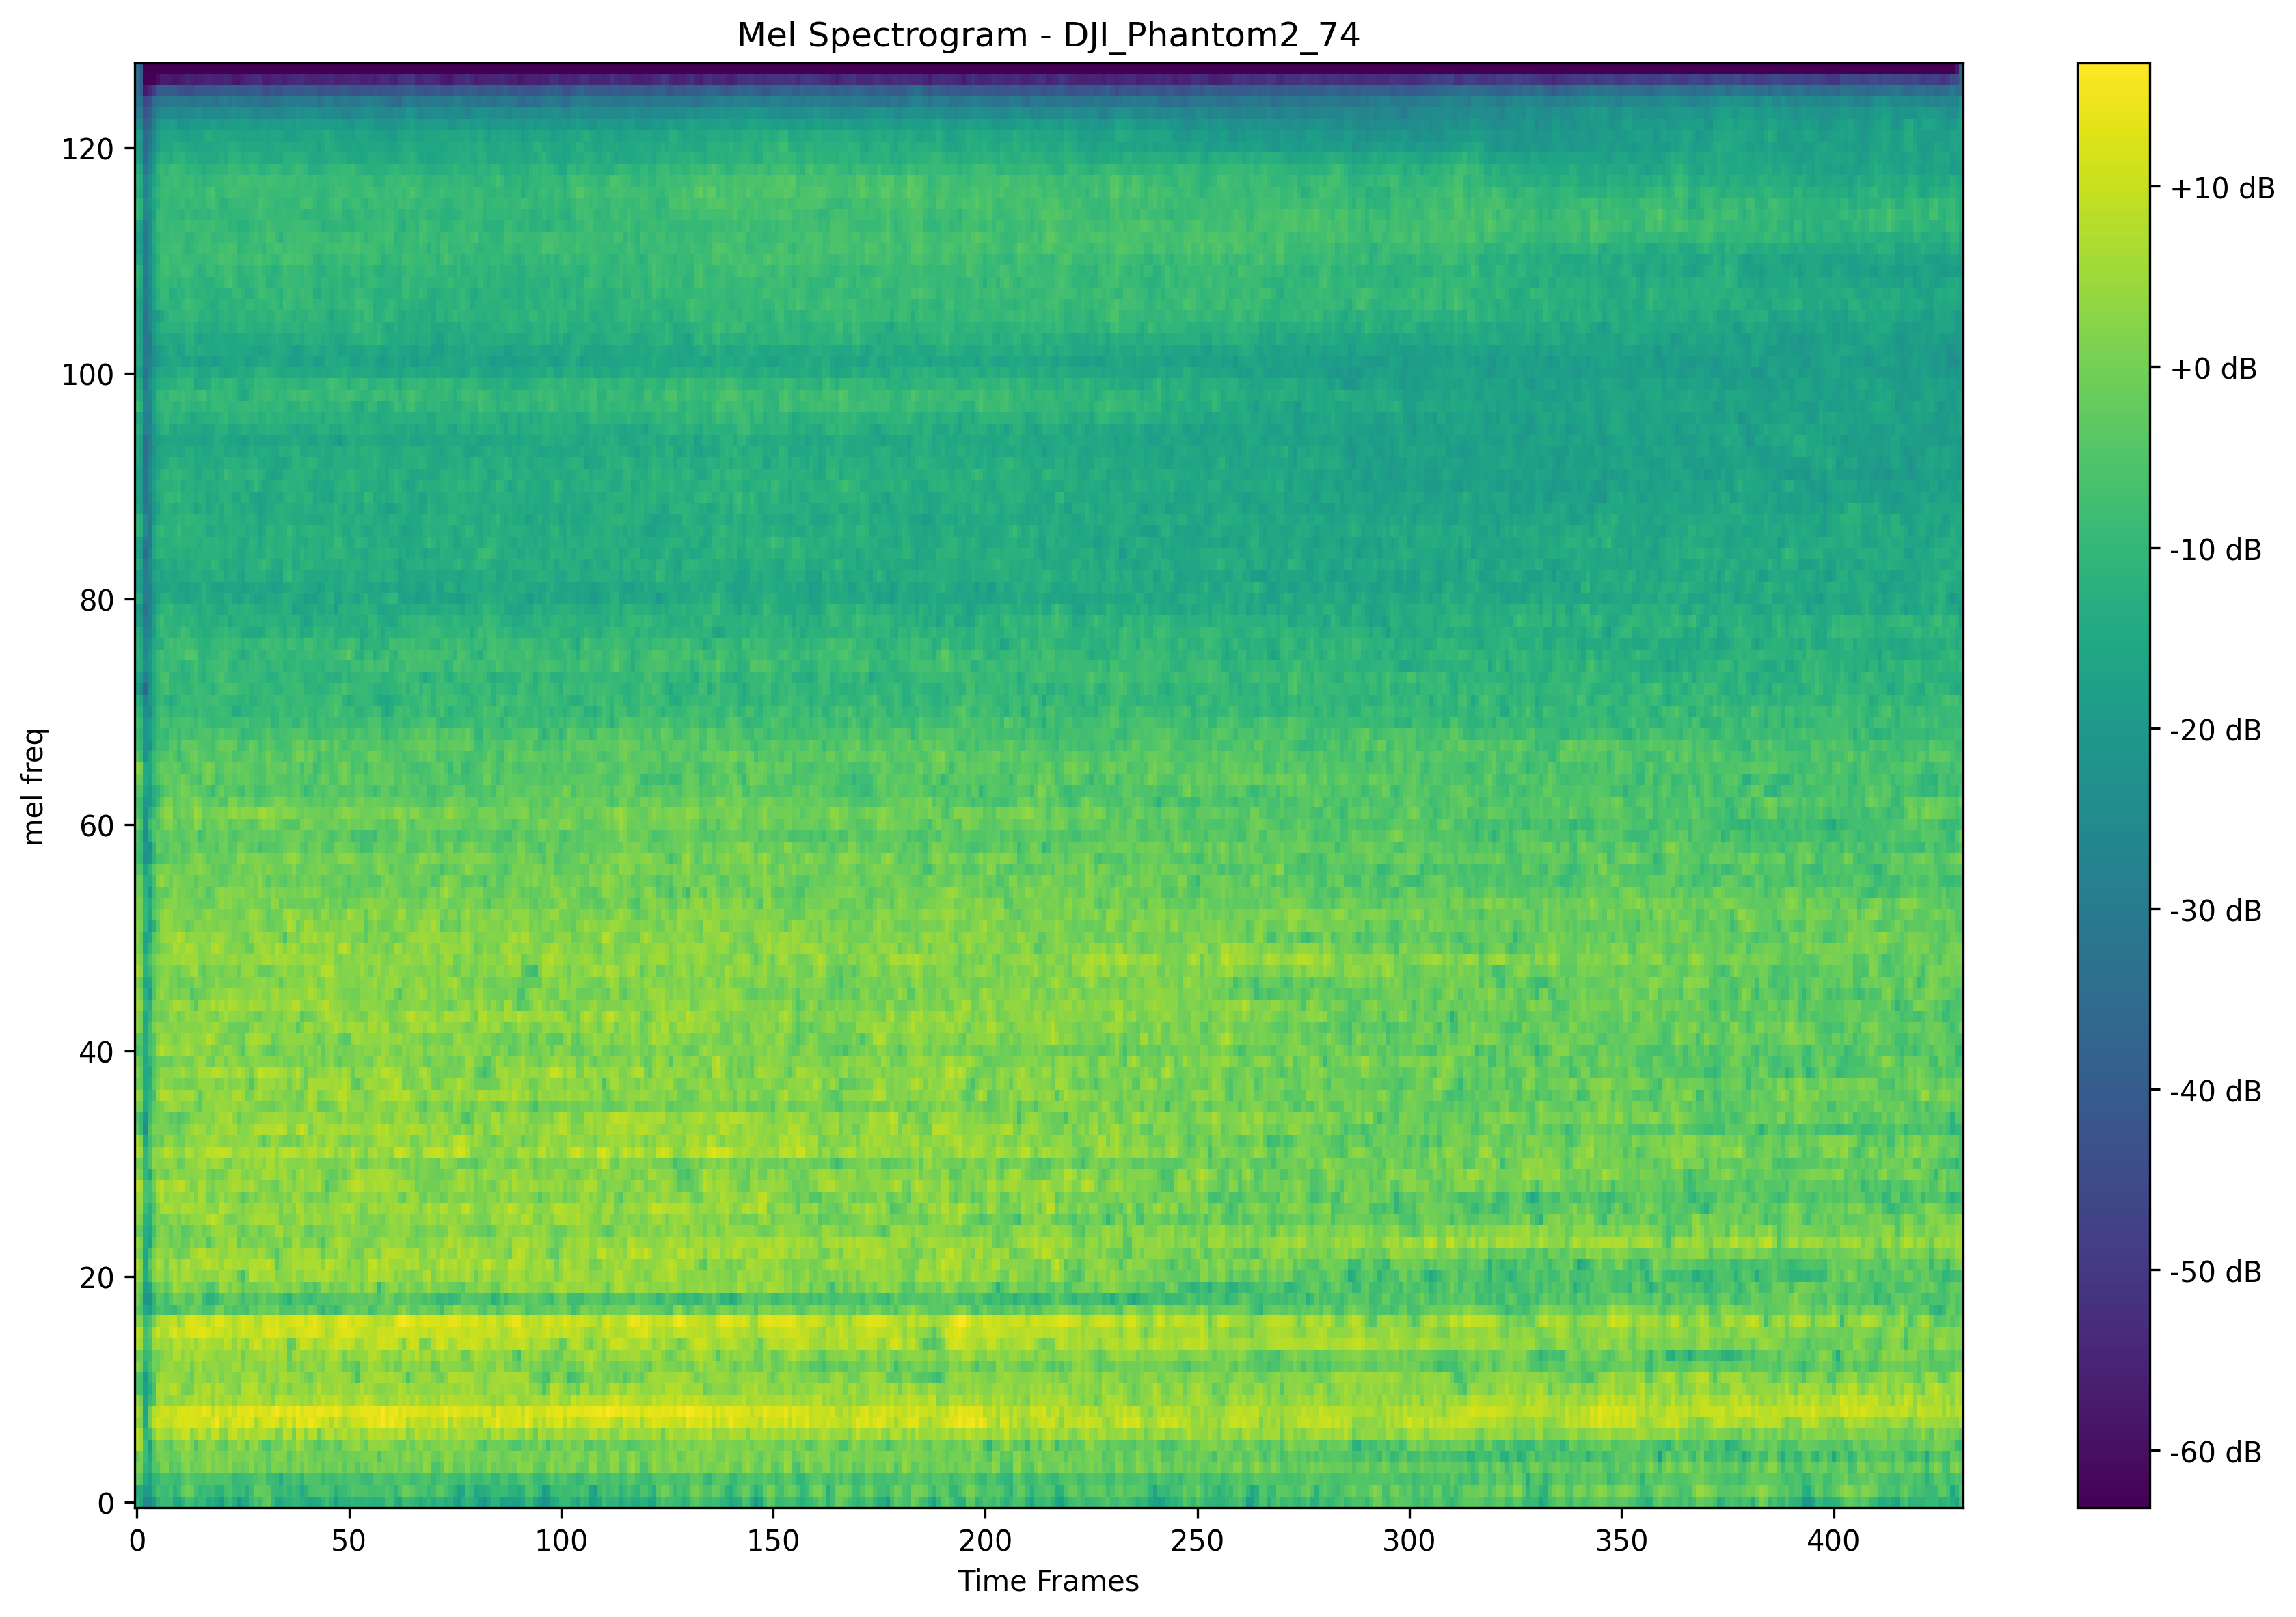 Mel Spectrogram - DJI_Phantom2_74
mel freq
120
100
80
60
40
20
0
0 50 100 150 200 250 300 350 400
Time Frames
+10 dB
+0 dB
-10 dB
-20 dB
-30 dB
-40 dB
-50 dB
-60 dB